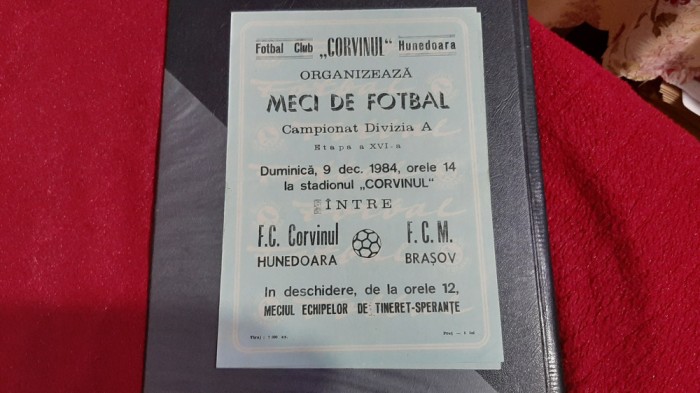 Fotbal Club „CORVINUL“ Hunedoara
ORGANIZEAZĂ
MECI DE FOTBAL
Campionat Divizia A
Etapa a XVI-a
Duminică, 9 dec. 1984, orele 14
la stadionul „CORVINUL“
ÎNTRE
F.C. Corvinul F.C.M.
HUNEDOARA BRAȘOV
In deschidere, de la orele 12,
MECIUL ECHIPELOR DE TINERET-SPERANȚE